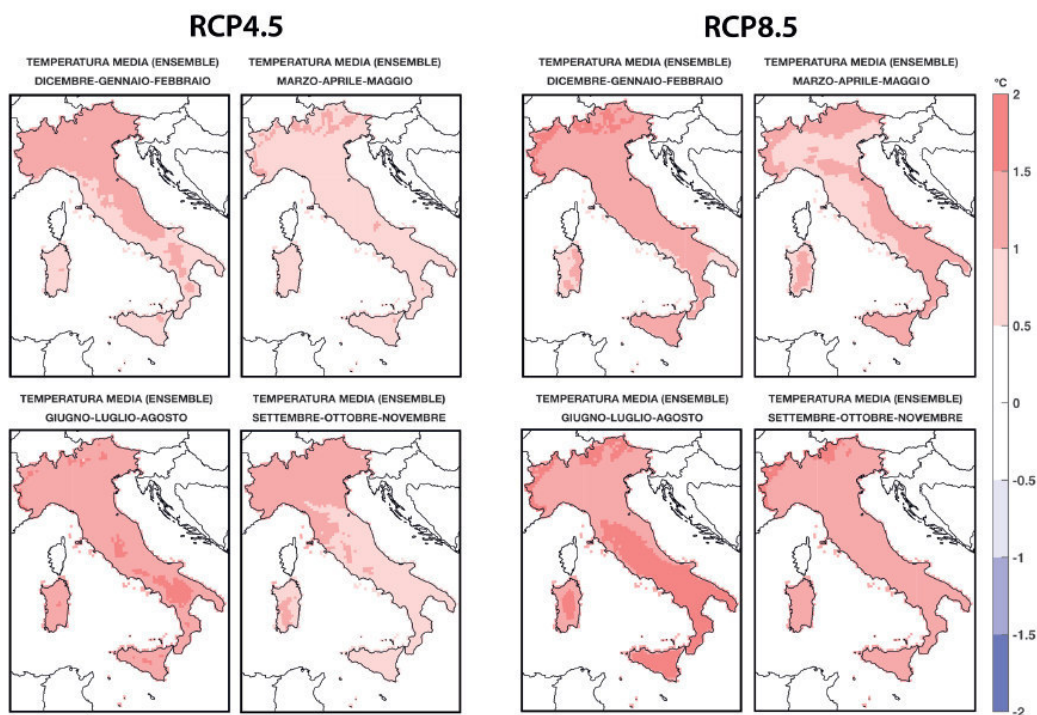 RCP4.5
RCP8.5
TEMPERATURA MEDIA (ENSEMBLE)
DICEMBRE-GENNAIO-FEBBRAIO
TEMPERATURA MEDIA (ENSEMBLE)
MARZO-APRILE-MAGGIO
TEMPERATURA MEDIA (ENSEMBLE)
DICEMBRE-GENNAIO-FEBBRAIO
TEMPERATURA MEDIA (ENSEMBLE)
MARZO-APRILE-MAGGIO
TEMPERATURA MEDIA (ENSEMBLE)
GIUGNO-LUGLIO-AGOSTO
TEMPERATURA MEDIA (ENSEMBLE)
SETTEMBRE-OTTOBRE-NOVEMBRE
TEMPERATURA MEDIA (ENSEMBLE)
GIUGNO-LUGLIO-AGOSTO
TEMPERATURA MEDIA (ENSEMBLE)
SETTEMBRE-OTTOBRE-NOVEMBRE
°C
2
1.5
1
0.5
0
-0.5
-1
-1.5
-2